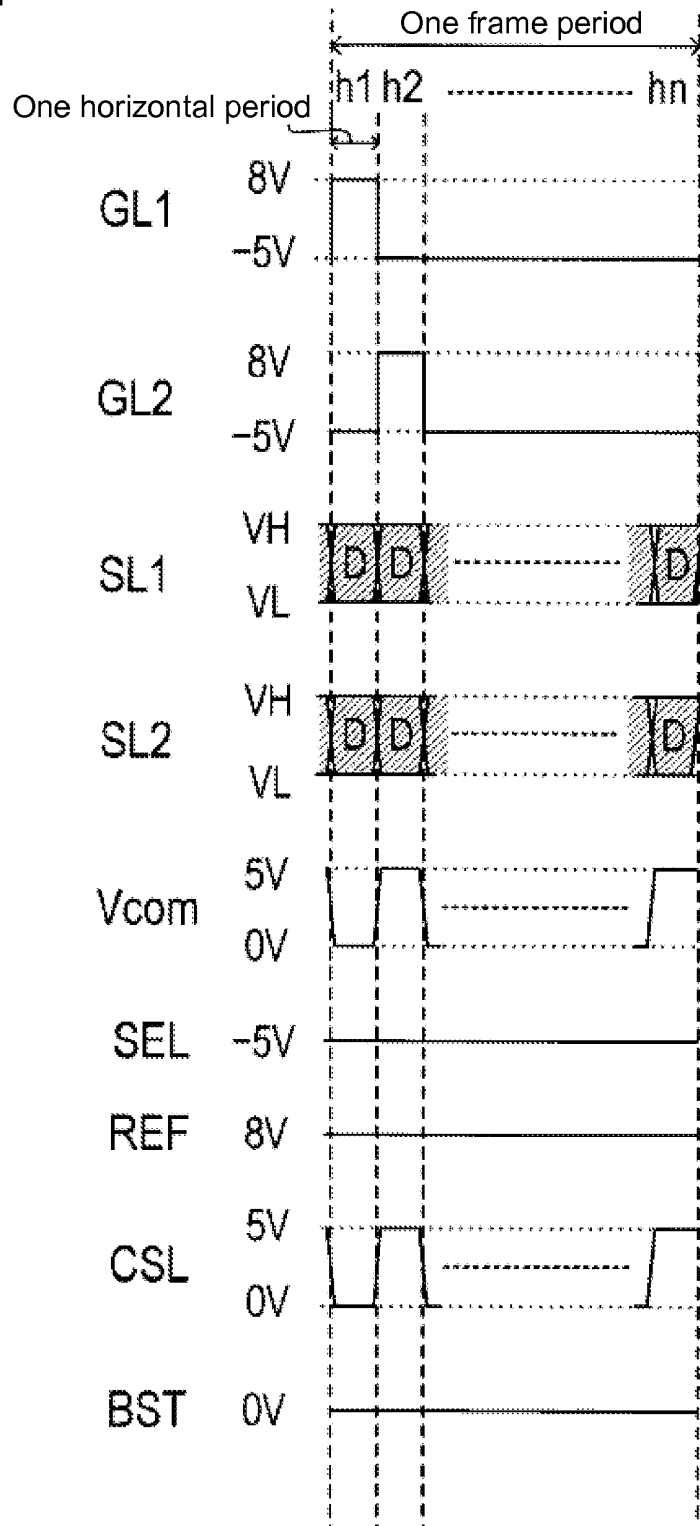 One frame period
h1 h2 hn
One horizontal period
8V
GL1
−5V
8V
GL2
−5V
VH
SL1 D D D
VL
VH
SL2 D D D
VL
5V
Vcom
0V
SEL −5V
REF 8V
5V
CSL
0V
BST 0V